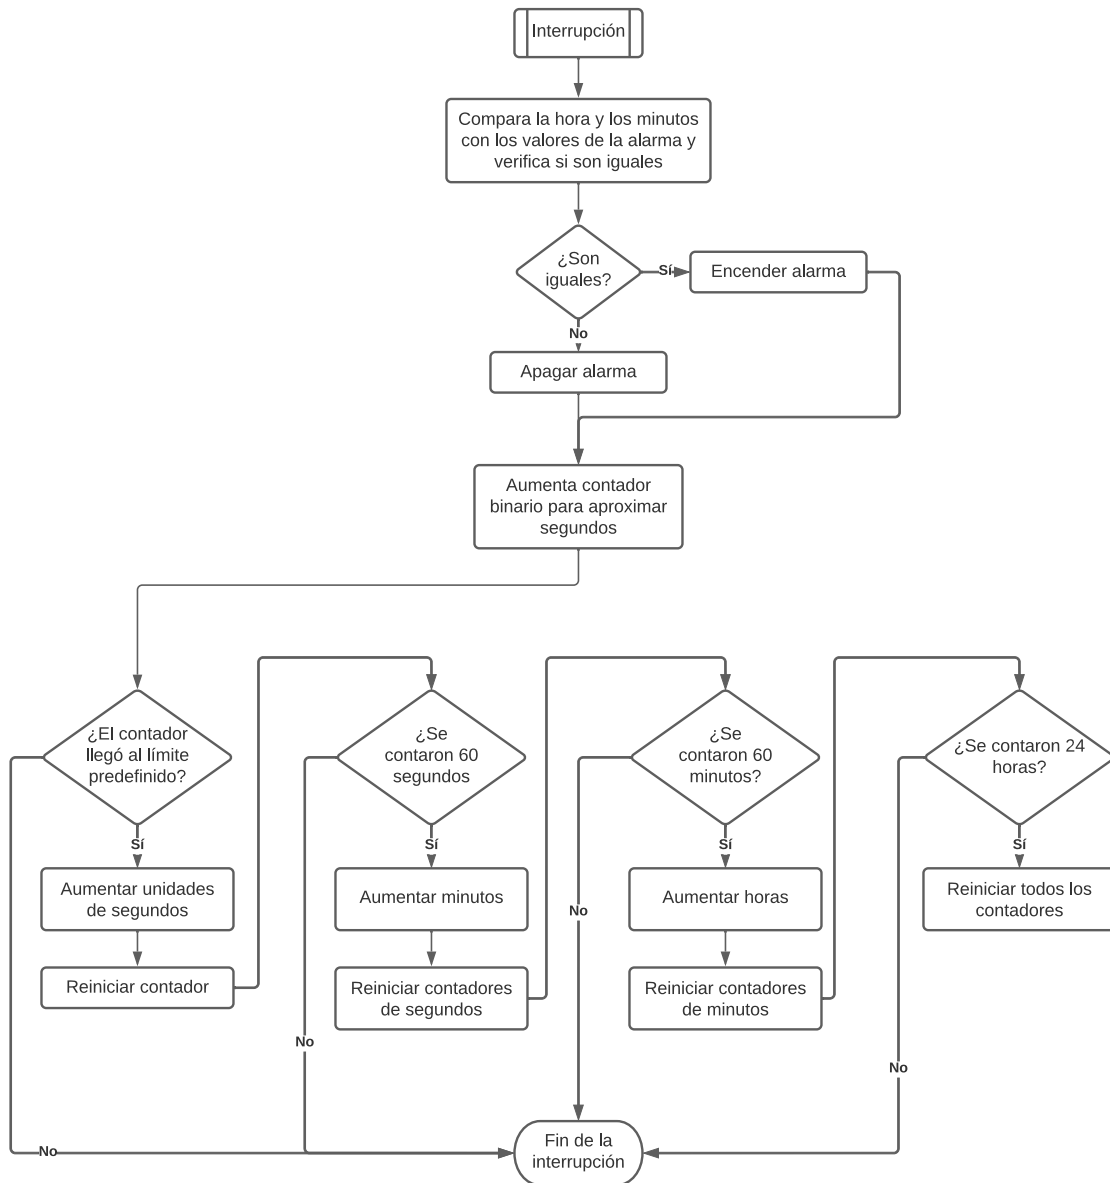 Interrupción
Compara la hora y los minutos
con los valores de la alarma y
verifica si son iguales
¿Son
iguales?
Sí
Encender alarma
No
Apagar alarma
Aumenta contador
binario para aproximar
segundos
¿El contador
llegó al límite
predefinido?
¿Se
contaron 60
segundos
¿Se
contaron 60
minutos?
¿Se contaron 24
horas?
Sí
Sí
Sí
Sí
Aumentar unidades
de segundos
Aumentar minutos
Aumentar horas
Reiniciar todos los
contadores
No
Reiniciar contador
Reiniciar contadores
de segundos
Reiniciar contadores
de minutos
No
No
No
Fin de la
interrupción